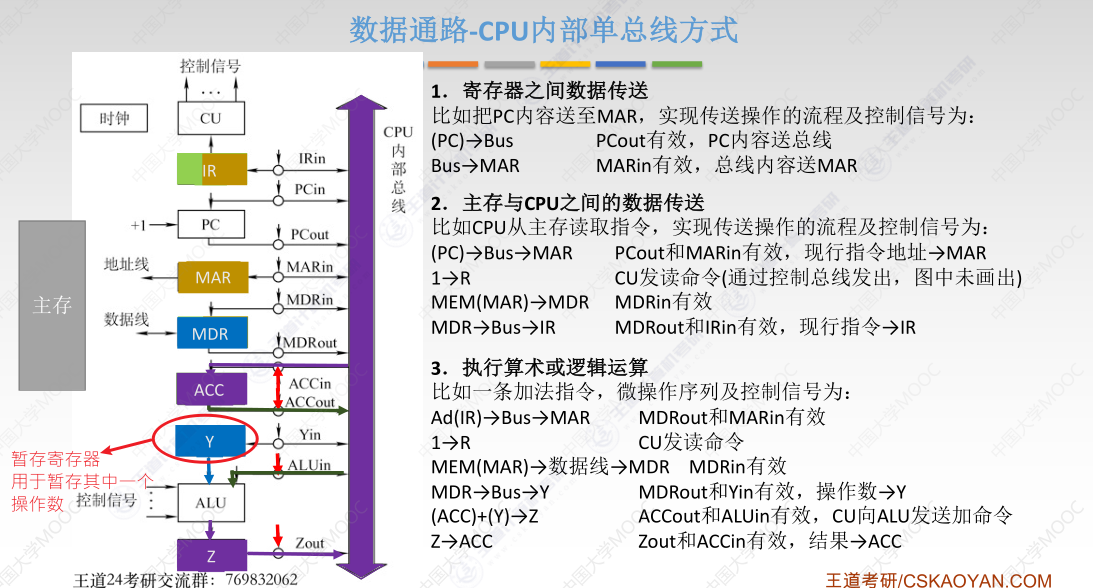 数据通路-CPU内部单总线方式
控制信号
...
时钟
CU
CPU内部总线
IR
IRin
PCin
+1
PC
PCout
地址线
MAR
MARin
主存
MDRin
数据线
MDR
MDRout
ACC
ACCin
ACCout
Y
Yin
暂存寄存器
用于暂存其中一个
操作数
ALUin
控制信号
ALU
Zout
Z
王道24考研交流群：769832062
1．寄存器之间数据传送
比如把PC内容送至MAR，实现传送操作的流程及控制信号为：
(PC)→Bus PCout有效，PC内容送总线
Bus→MAR MARin有效，总线内容送MAR
2．主存与CPU之间的数据传送
比如CPU从主存读取指令，实现传送操作的流程及控制信号为：
(PC)→Bus→MAR PCout和MARin有效，现行指令地址→MAR
1→R CU发读命令(通过控制总线发出，图中未画出)
MEM(MAR)→MDR MDRin有效
MDR→Bus→IR MDRout和IRin有效，现行指令→IR
3．执行算术或逻辑运算
比如一条加法指令，微操作序列及控制信号为：
Ad(IR)→Bus→MAR MDRout和MARin有效
1→R CU发读命令
MEM(MAR)→数据线→MDR MDRin有效
MDR→Bus→Y MDRout和Yin有效，操作数→Y
(ACC)+(Y)→Z ACCout和ALUin有效，CU向ALU发送加命令
Z→ACC Zout和ACCin有效，结果→ACC
王道考研/CSKAOYAN.COM
中国大学MOOC